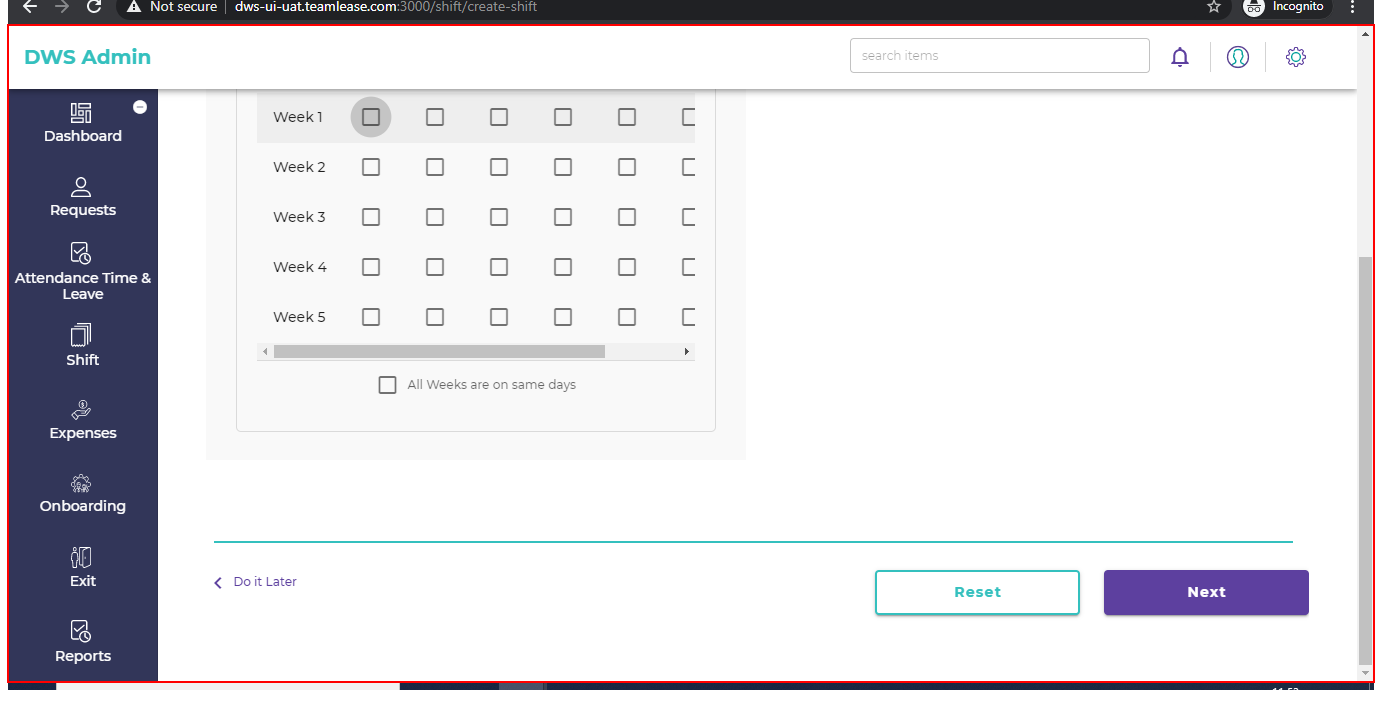 Not secure | dws-ui-uat.teamlease.com:3000/shift/create-shift
Incognito
DWS Admin
search items
Dashboard
Requests
Attendance Time &
Leave
Shift
Expenses
Onboarding
Exit
Reports
Week 1
Week 2
Week 3
Week 4
Week 5
All Weeks are on same days
Do it Later
Reset
Next